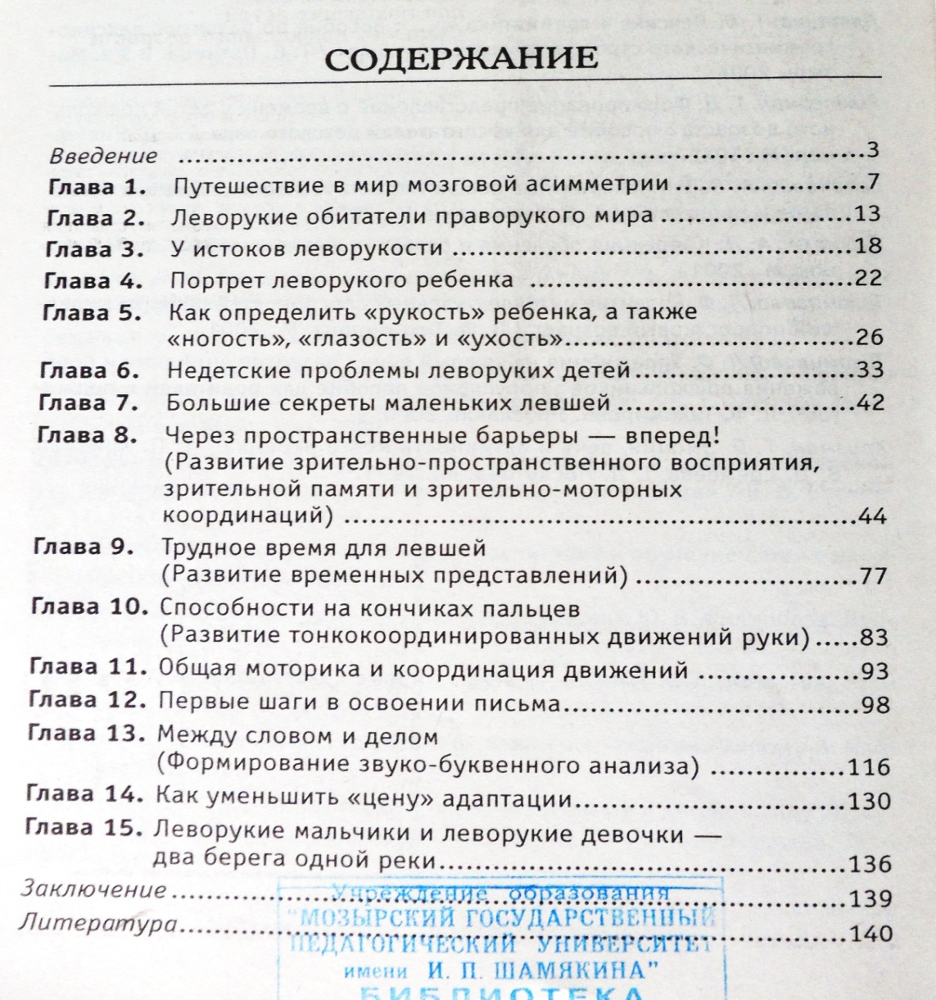 СОДЕРЖАНИЕ
Введение ........................................................3
Глава 1. Путешествие в мир мозговой асимметрии ................7
Глава 2. Леворукие обитатели праворукого мира ................13
Глава 3. У истоков леворукости ................................18
Глава 4. Портрет леворукого ребенка ..........................22
Глава 5. Как определить «рукость» ребенка, а также
«ногость», «глазость» и «ухость»..........................26
Глава 6. Недетские проблемы леворуких детей ..................33
Глава 7. Большие секреты маленьких левшей ....................42
Глава 8. Через пространственные барьеры — вперед!
(Развитие зрительно-пространственного восприятия,
зрительной памяти и зрительно-моторных
координаций) ..............................................44
Глава 9. Трудное время для левшей
(Развитие временных представлений) ....................77
Глава 10. Способности на кончиках пальцев
(Развитие тонкокоординированных движений руки) .....83
Глава 11. Общая моторика и координация движений ..............93
Глава 12. Первые шаги в освоении письма.......................98
Глава 13. Между словом и делом
(Формирование звуко-буквенного анализа) ............116
Глава 14. Как уменьшить «цену» адаптации.....................130
Глава 15. Леворукие мальчики и леворукие девочки —
два берега одной реки..................................136
Заключение......................................................139
Литература......................................................140
Учреждение образования
"МОЗЫРСКИЙ ГОСУДАРСТВЕННЫЙ
ПЕДАГОГИЧЕСКИЙ УНИВЕРСИТЕТ
имени И. П. ШАМЯКИНА"
БИБЛИОТЕКА